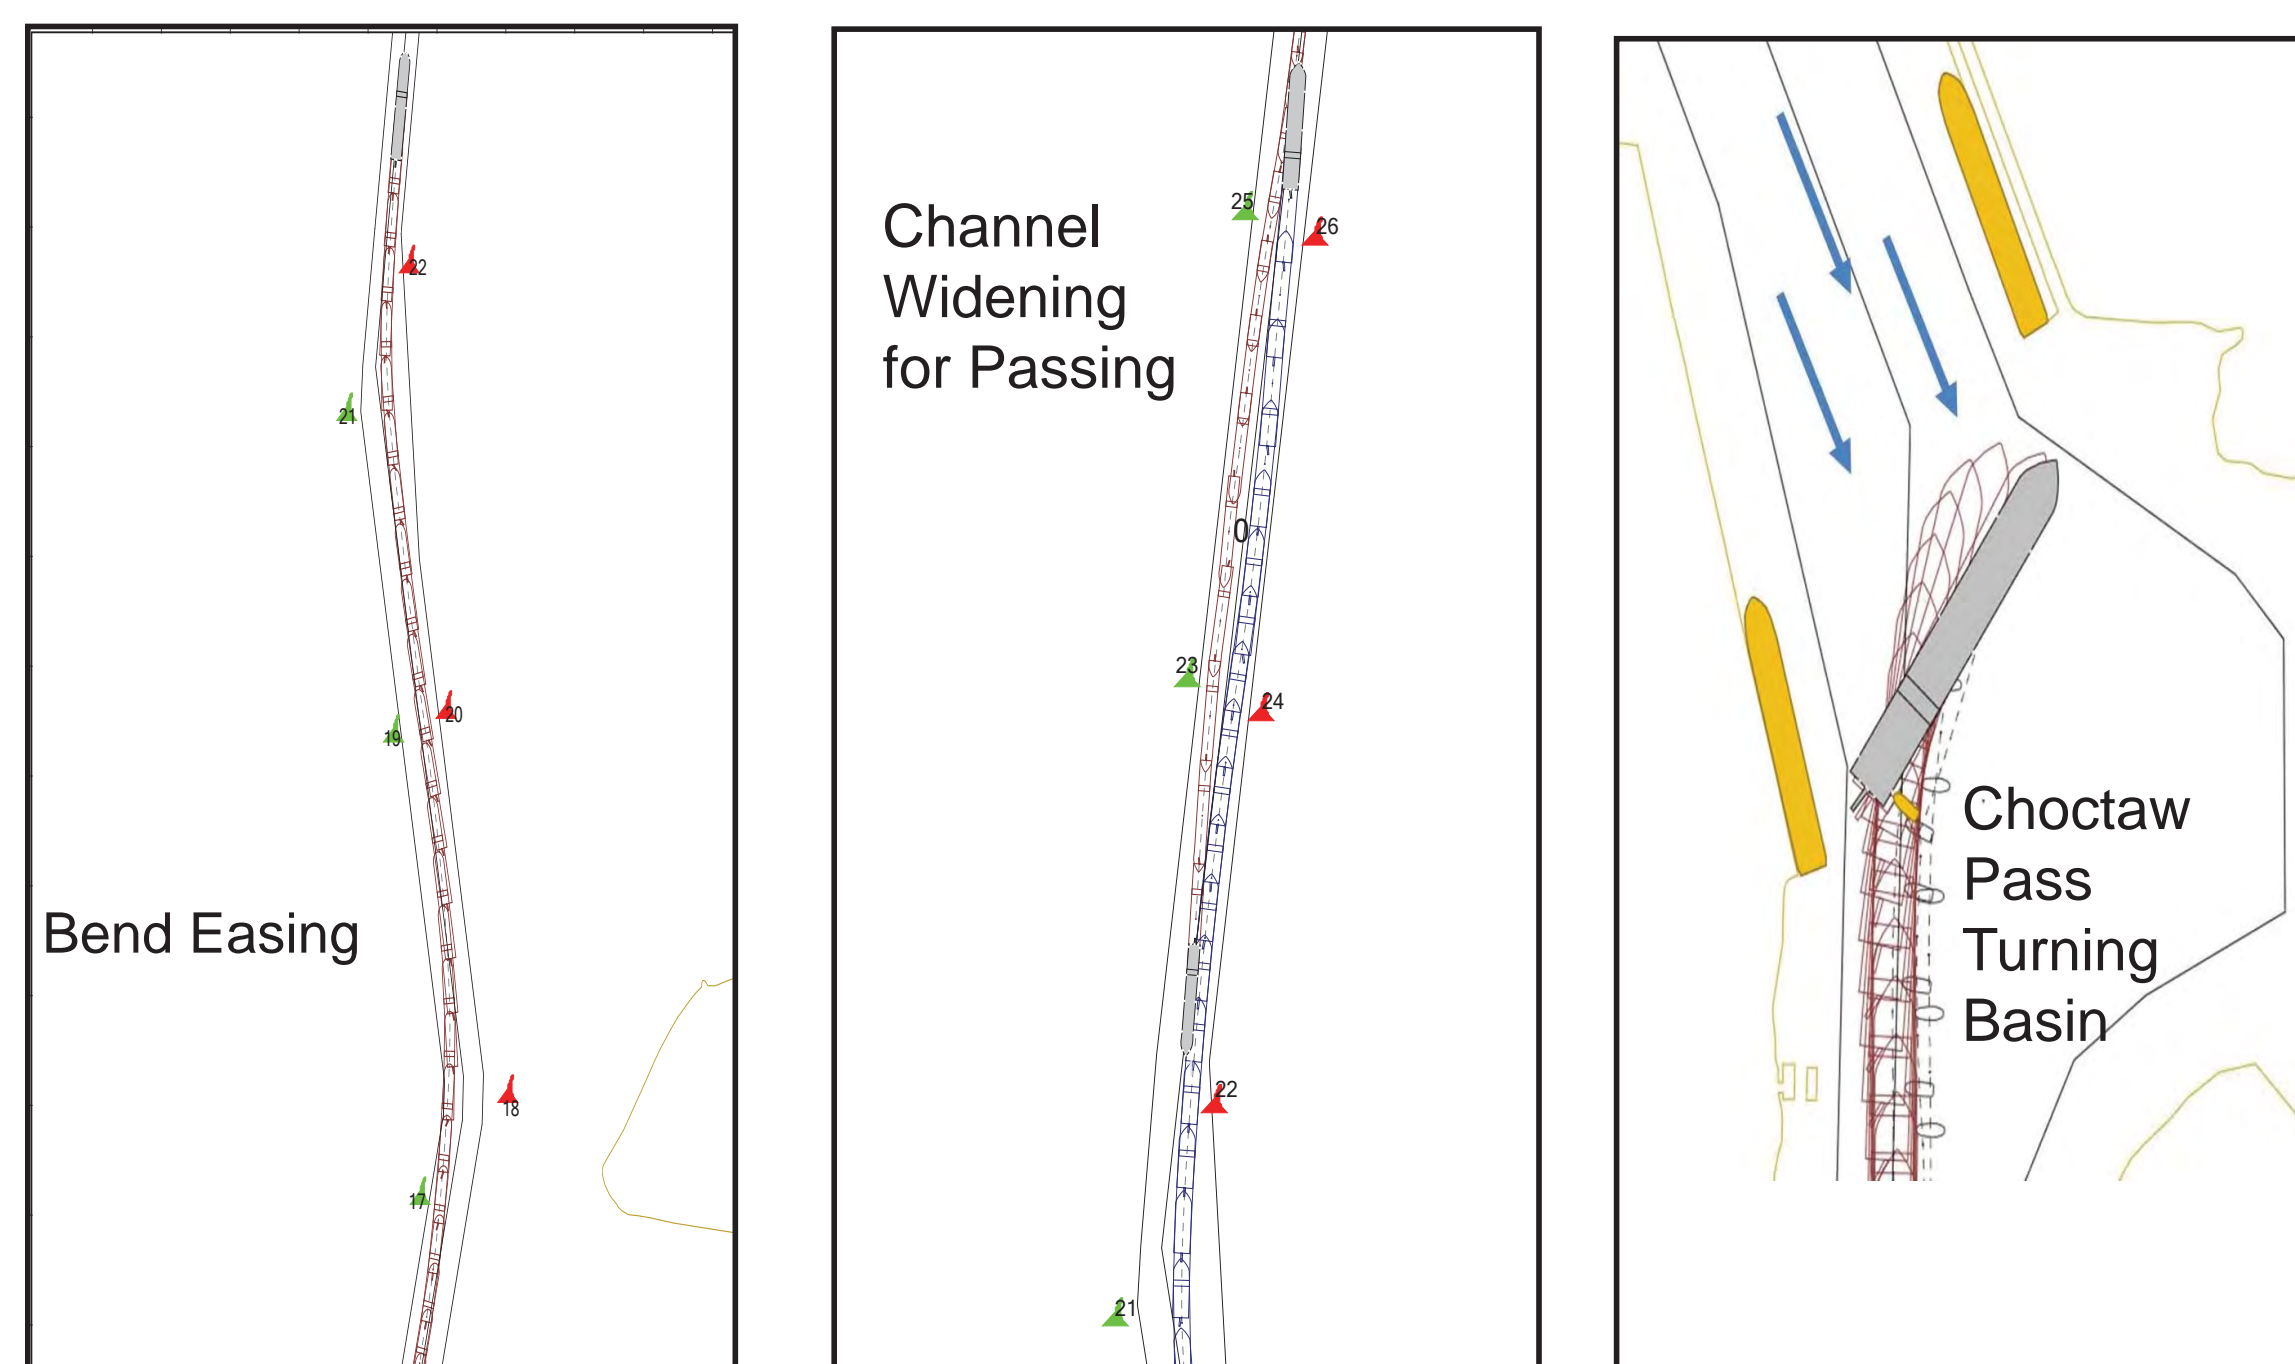 22
21
20
19
Bend Easing
18
17
Channel
Widening
for Passing
25
26
0
23
24
22
21
Choctaw
Pass
Turning
Basin